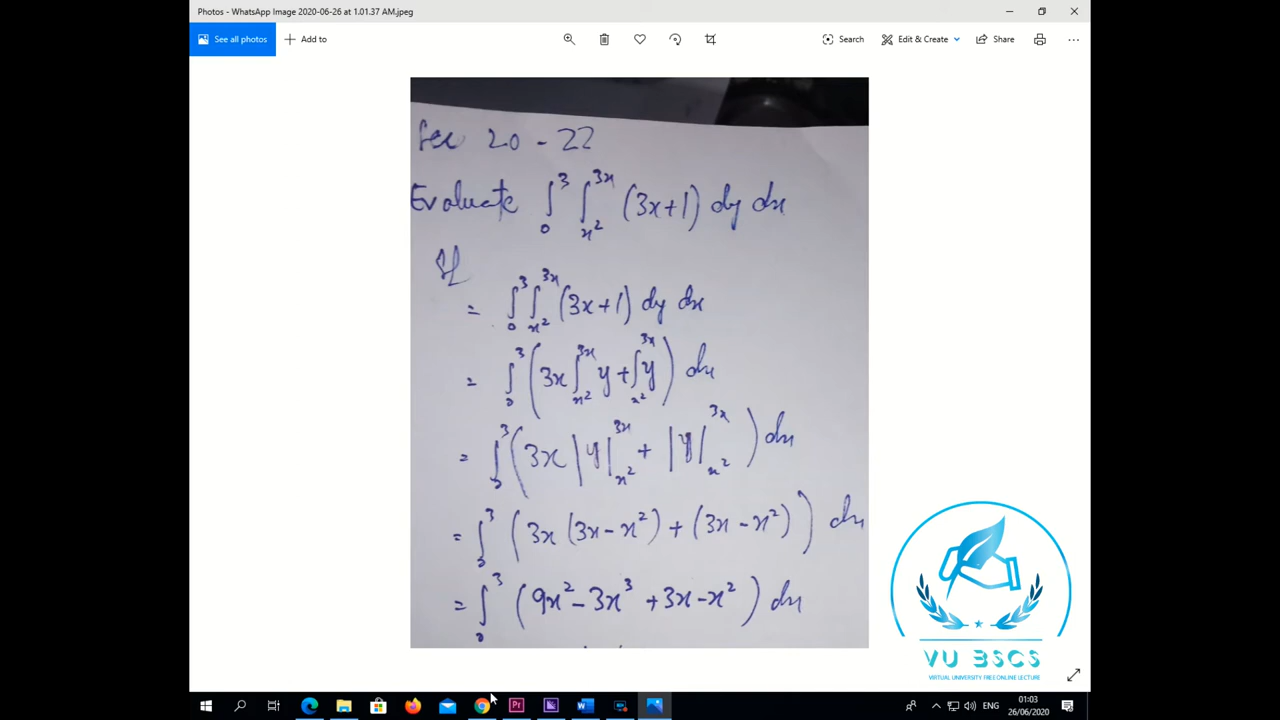 Photos - WhatsApp Image 2020-06-26 at 1.01.37 AM.jpeg
See all photos + Add to Search Edit & Create Share
Lec 20 - 22
Evaluate ∫₀³ ∫ₓ²³ˣ (3x+1) dy dx
= ∫₀³ ∫ₓ²³ˣ (3x+1) dy dx
= ∫₀³ (3x ∫ₓ²³ˣ y + ∫ₓ²³ˣ y) dx
= ∫₀³ (3x |y|ₓ²³ˣ + |y|ₓ²³ˣ) dx
= ∫₀³ (3x (3x - x²) + (3x - x²)) dx
= ∫₀³ (9x² - 3x³ + 3x - x²) dx
VU BSCS
VIRTUAL UNIVERSITY FREE ONLINE LECTURE
ENG
01:03
26/06/2020